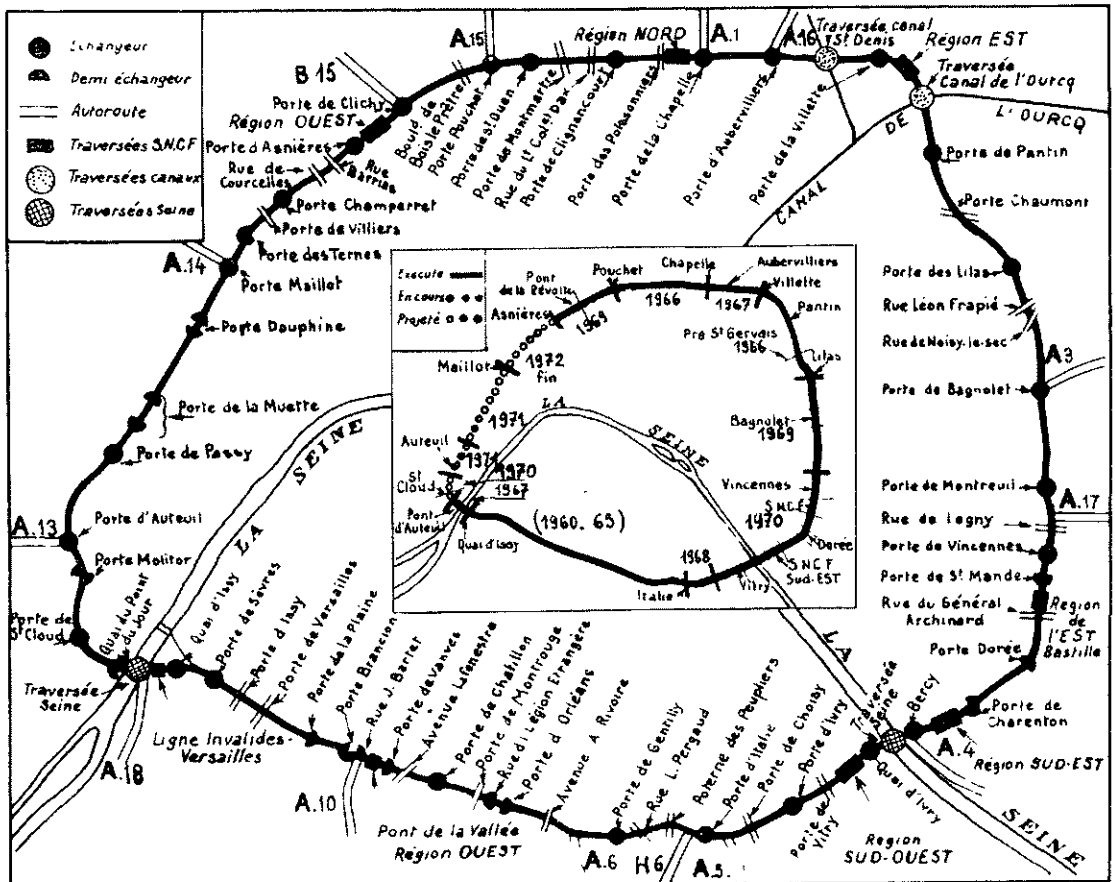 Echangeur
Demi échangeur
Autoroute
Traversées S.N.C.F
Traversées canaux
Traversées Seine
A.15
Région NORD
A.1
A.16
Traversée canal
St Denis
Région EST
Traversée
Canal de l'Ourcq
B 15
Porte de Clichy
Région OUEST
Porte d'Asnières
Rue de
Courcelles
Rue
Barrias
Porte Champerret
Porte de Villiers
Porte des Ternes
A.14
Porte Maillot
Porte Dauphine
Porte de la Muette
Porte de Passy
A.13
Porte d'Auteuil
Porte Molitor
Porte de
St Cloud
Boul'd de
Bois le Prêtre
Porte Pouchet
Porte de St Ouen
Porte de Montmartre
Rue du Lt Colel Dax
Porte de Clignancourt
Porte des Poissonniers
Porte de la Chapelle
Porte d'Aubervilliers
Porte de la Villette
CANAL
DE
L'OURCQ
Porte de Pantin
Porte Chaumont
Porte des Lilas
Rue Léon Frapié
Rue de Noisy-le-sec
A3
Porte de Bagnolet
Porte de Montreuil
A.17
Rue de Lagny
Porte de Vincennes
Porte de St Mandé
Rue du Général
Archinard
Région
de
l'EST
Bastille
Porte Dorée
Porte de
Charenton
A.4
Région SUD-EST
Execute
En cours
Projeté
Pont
de la Révolte
Asnières
1969
Pouchet
1966
Chapelle
1967
Aubervilliers
Villette
Pantin
Pré St Gervais
1966
Lilas
Maillot
1972
fin
1971
Bagnolet
1969
Auteuil
1971
1970
St
Cloud
1967
Pont
d'Auteuil
Quai d'Issy
(1960.65)
LA
SEINE
Vincennes
S.N.C.F
1970
Dorée
S.N.C.F
Sud-EST
Vitry
1968
Italie
LA
SEINE
Quai du Point
du Jour
Traversée
Seine
A.18
Quai d'Issy
Porte de Sèvres
Porte d'Issy
Porte de Versailles
Porte de la Plaine
Porte Brancion
Rue J. Barret
Porte de Vanves
Avenue Lafenestre
Porte de Chatillon
Porte de Montrouge
Rue d. l Légion Etrangère
Porte d'Orléans
Avenue A Rivoire
Porte de Gentilly
Rue L. Pergaud
Poterne des Peupliers
Porte d'Italie
Porte de Choisy
Porte d'Ivry
Porte de
Vitry
Traversée
Seine
Bercy
Quai d'Ivry
Ligne Invalides-
Versailles
A.10
Pont de la Vallée
Région OUEST
A.6
H6
A.5.
Region
SUD-OUEST
LA
SEINE